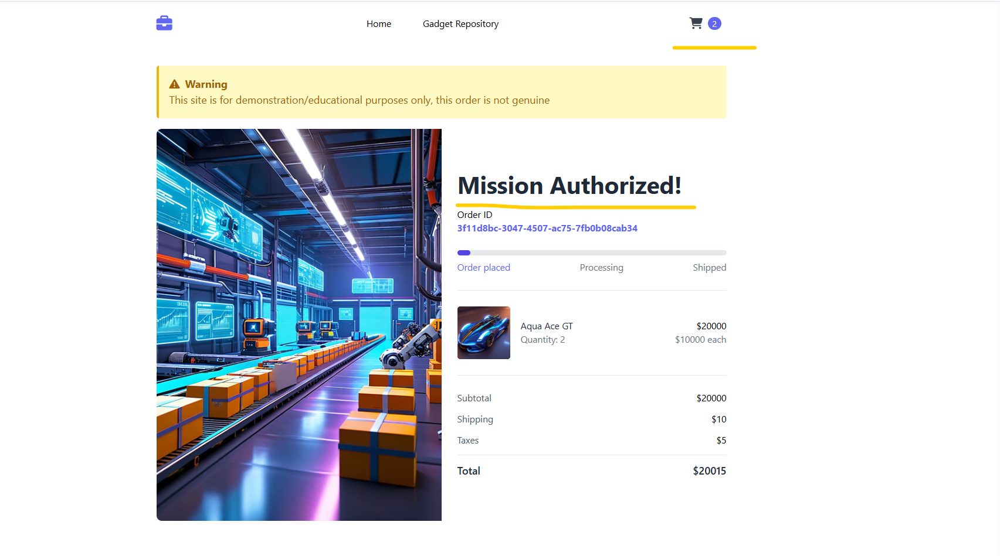 Home Gadget Repository 2
Warning
This site is for demonstration/educational purposes only, this order is not genuine
Mission Authorized!
Order ID
3f11d8bc-3047-4507-ac75-7fb0b08cab34
Order placed Processing Shipped
Aqua Ace GT $20000
Quantity: 2 $10000 each
Subtotal $20000
Shipping $10
Taxes $5
Total $20015